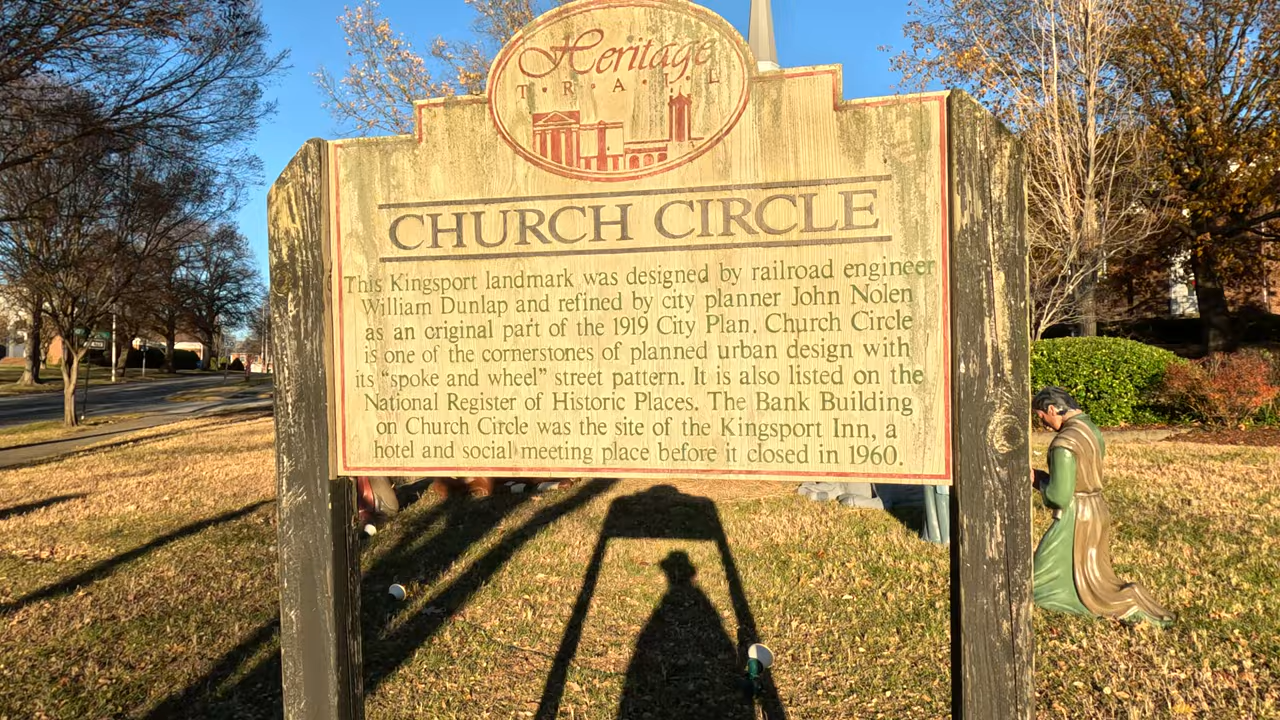 Heritage
T·R·A·I·L
CHURCH CIRCLE
This Kingsport landmark was designed by railroad engineer
William Dunlap and refined by city planner John Nolen
as an original part of the 1919 City Plan. Church Circle
is one of the cornerstones of planned urban design with
its "spoke and wheel" street pattern. It is also listed on the
National Register of Historic Places. The Bank Building
on Church Circle was the site of the Kingsport Inn, a
hotel and social meeting place before it closed in 1960.